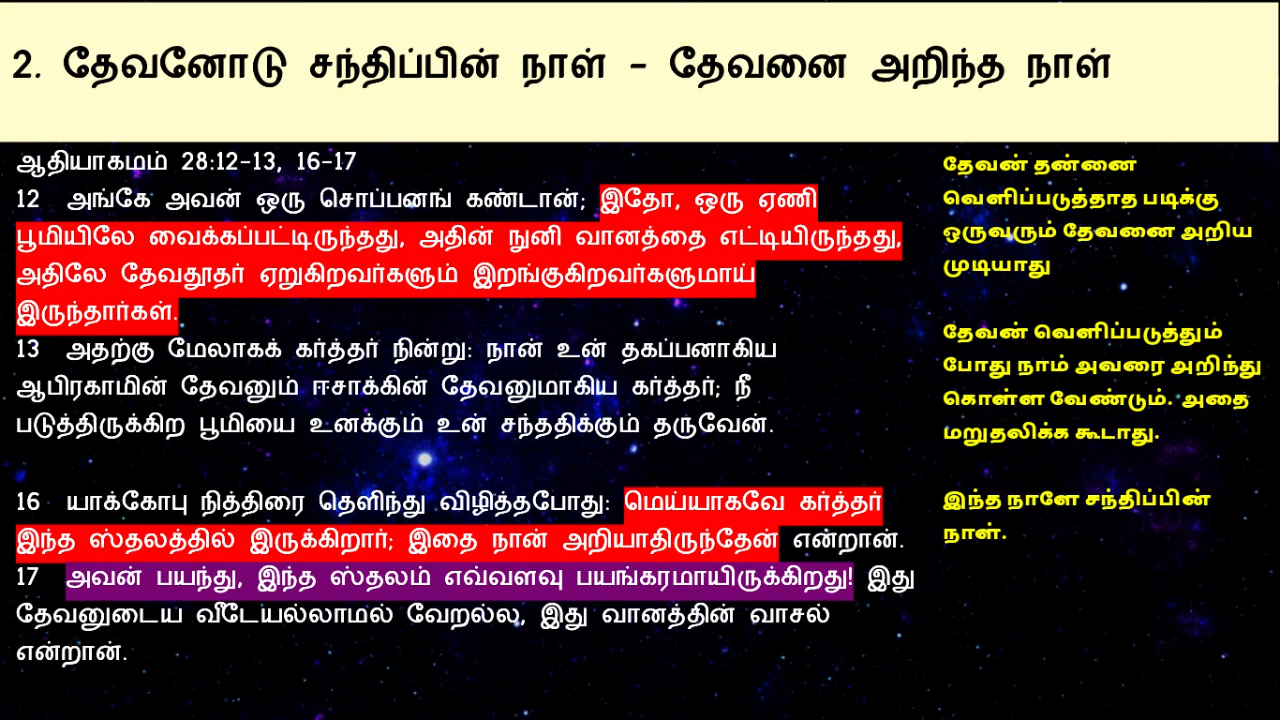 2. தேவனோடு சந்திப்பின் நாள் - தேவனை அறிந்த நாள்
ஆதியாகமம் 28:12-13, 16-17
12 அங்கே அவன் ஒரு சொப்பனங் கண்டான்; இதோ, ஒரு ஏணி
பூமியிலே வைக்கப்பட்டிருந்தது, அதின் நுனி வானத்தை எட்டியிருந்தது,
அதிலே தேவதூதர் ஏறுகிறவர்களும் இறங்குகிறவர்களுமாய்
இருந்தார்கள்.
13 அதற்கு மேலாகக் கர்த்தர் நின்று: நான் உன் தகப்பனாகிய
ஆபிரகாமின் தேவனும் ஈசாக்கின் தேவனுமாகிய கர்த்தர்; நீ
படுத்திருக்கிற பூமியை உனக்கும் உன் சந்ததிக்கும் தருவேன்.
16 யாக்கோபு நித்திரை தெளிந்து விழித்தபோது: மெய்யாகவே கர்த்தர்
இந்த ஸ்தலத்தில் இருக்கிறார்; இதை நான் அறியாதிருந்தேன் என்றான்.
17 அவன் பயந்து, இந்த ஸ்தலம் எவ்வளவு பயங்கரமாயிருக்கிறது! இது
தேவனுடைய வீடேயல்லாமல் வேறல்ல, இது வானத்தின் வாசல்
என்றான்.
தேவன் தன்னை
வெளிப்படுத்தாத படிக்கு
ஒருவரும் தேவனை அறிய
முடியாது
தேவன் வெளிப்படுத்தும்
போது நாம் அவரை அறிந்து
கொள்ள வேண்டும். அதை
மறுதலிக்க கூடாது.
இந்த நாளே சந்திப்பின்
நாள்.